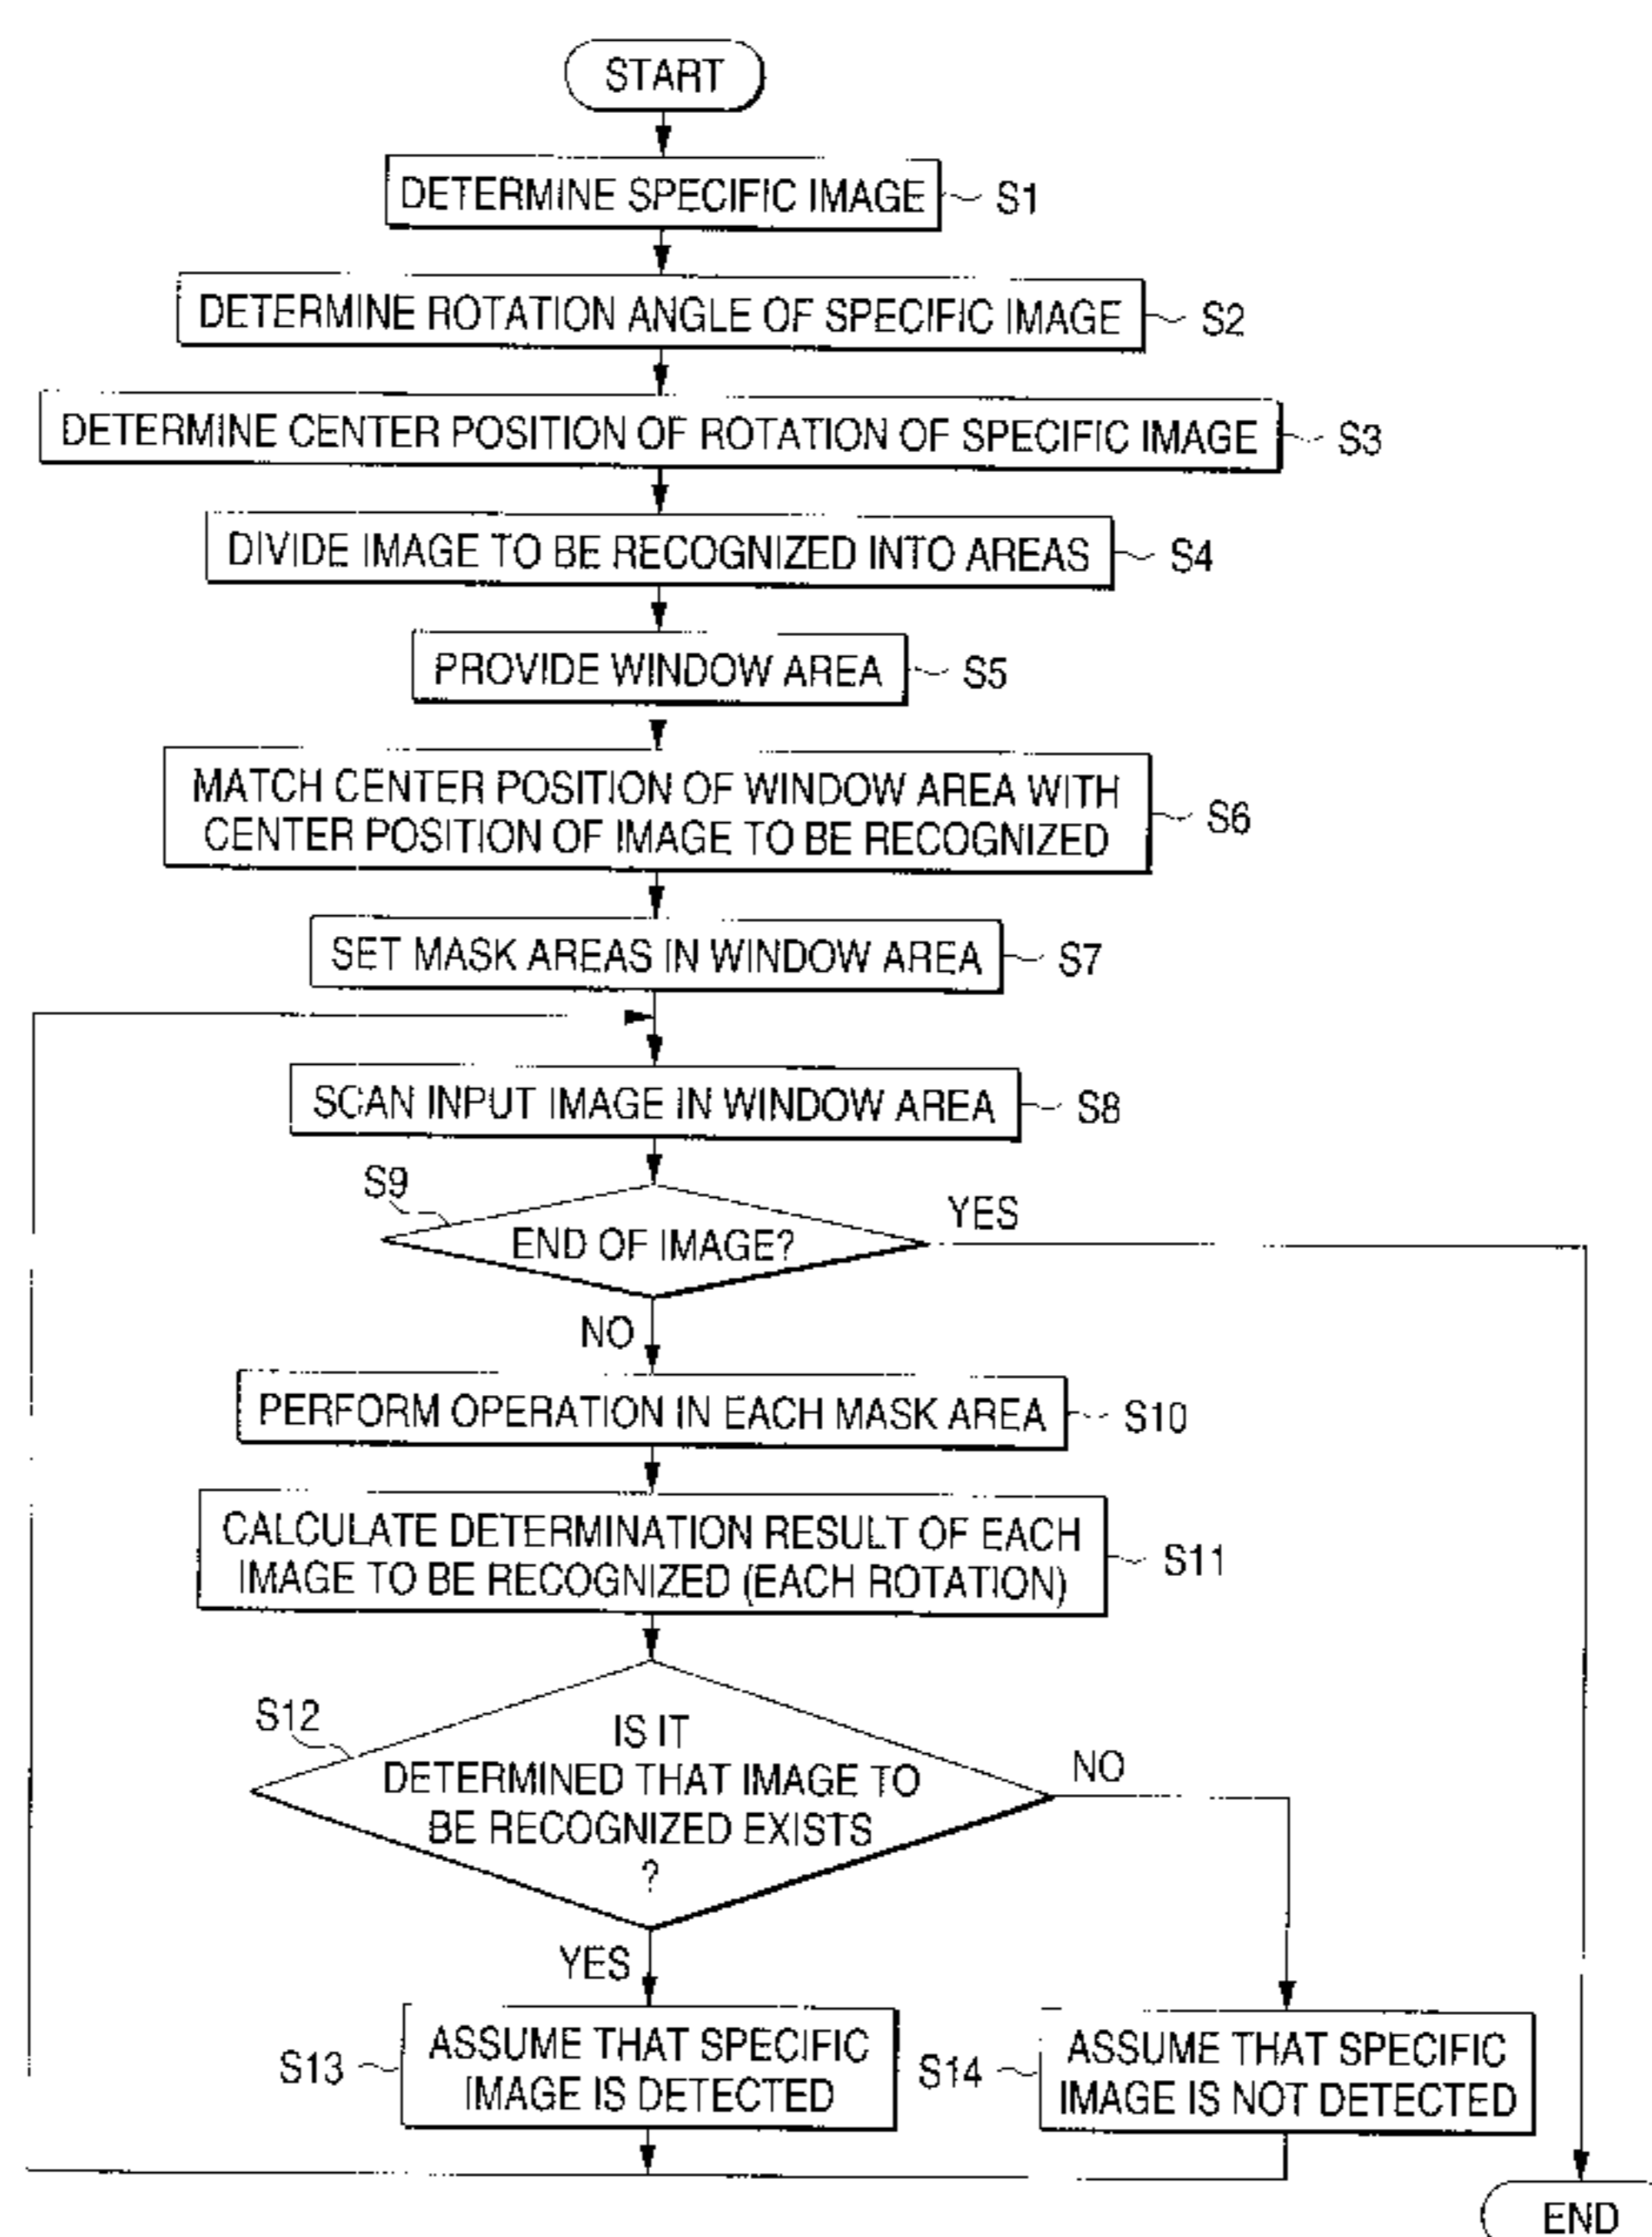 START
DETERMINE SPECIFIC IMAGE
S1
DETERMINE ROTATION ANGLE OF SPECIFIC IMAGE
S2
DETERMINE CENTER POSITION OF ROTATION OF SPECIFIC IMAGE
S3
DIVIDE IMAGE TO BE RECOGNIZED INTO AREAS
S4
PROVIDE WINDOW AREA
S5
MATCH CENTER POSITION OF WINDOW AREA WITH
CENTER POSITION OF IMAGE TO BE RECOGNIZED
S6
SET MASK AREAS IN WINDOW AREA
S7
SCAN INPUT IMAGE IN WINDOW AREA
S8
S9
END OF IMAGE?
YES
NO
PERFORM OPERATION IN EACH MASK AREA
S10
CALCULATE DETERMINATION RESULT OF EACH
IMAGE TO BE RECOGNIZED (EACH ROTATION)
S11
S12
IS IT
DETERMINED THAT IMAGE TO
BE RECOGNIZED EXISTS
?
NO
YES
S13
ASSUME THAT SPECIFIC
IMAGE IS DETECTED
S14
ASSUME THAT SPECIFIC
IMAGE IS NOT DETECTED
END